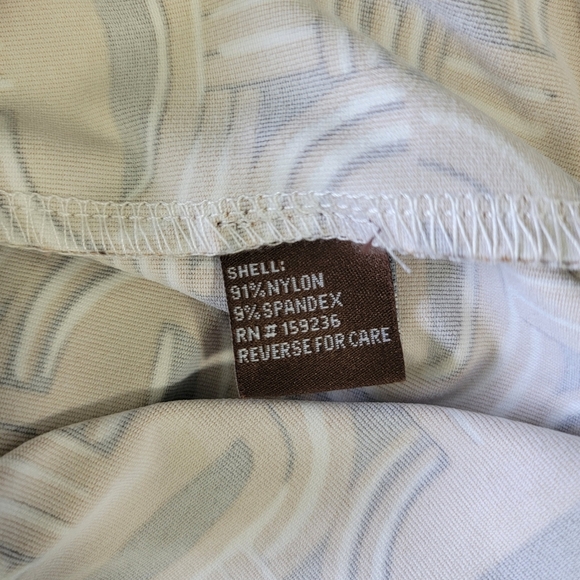 SHELL:
91% NYLON
9% SPANDEX
RN # 159236
REVERSE FOR CARE